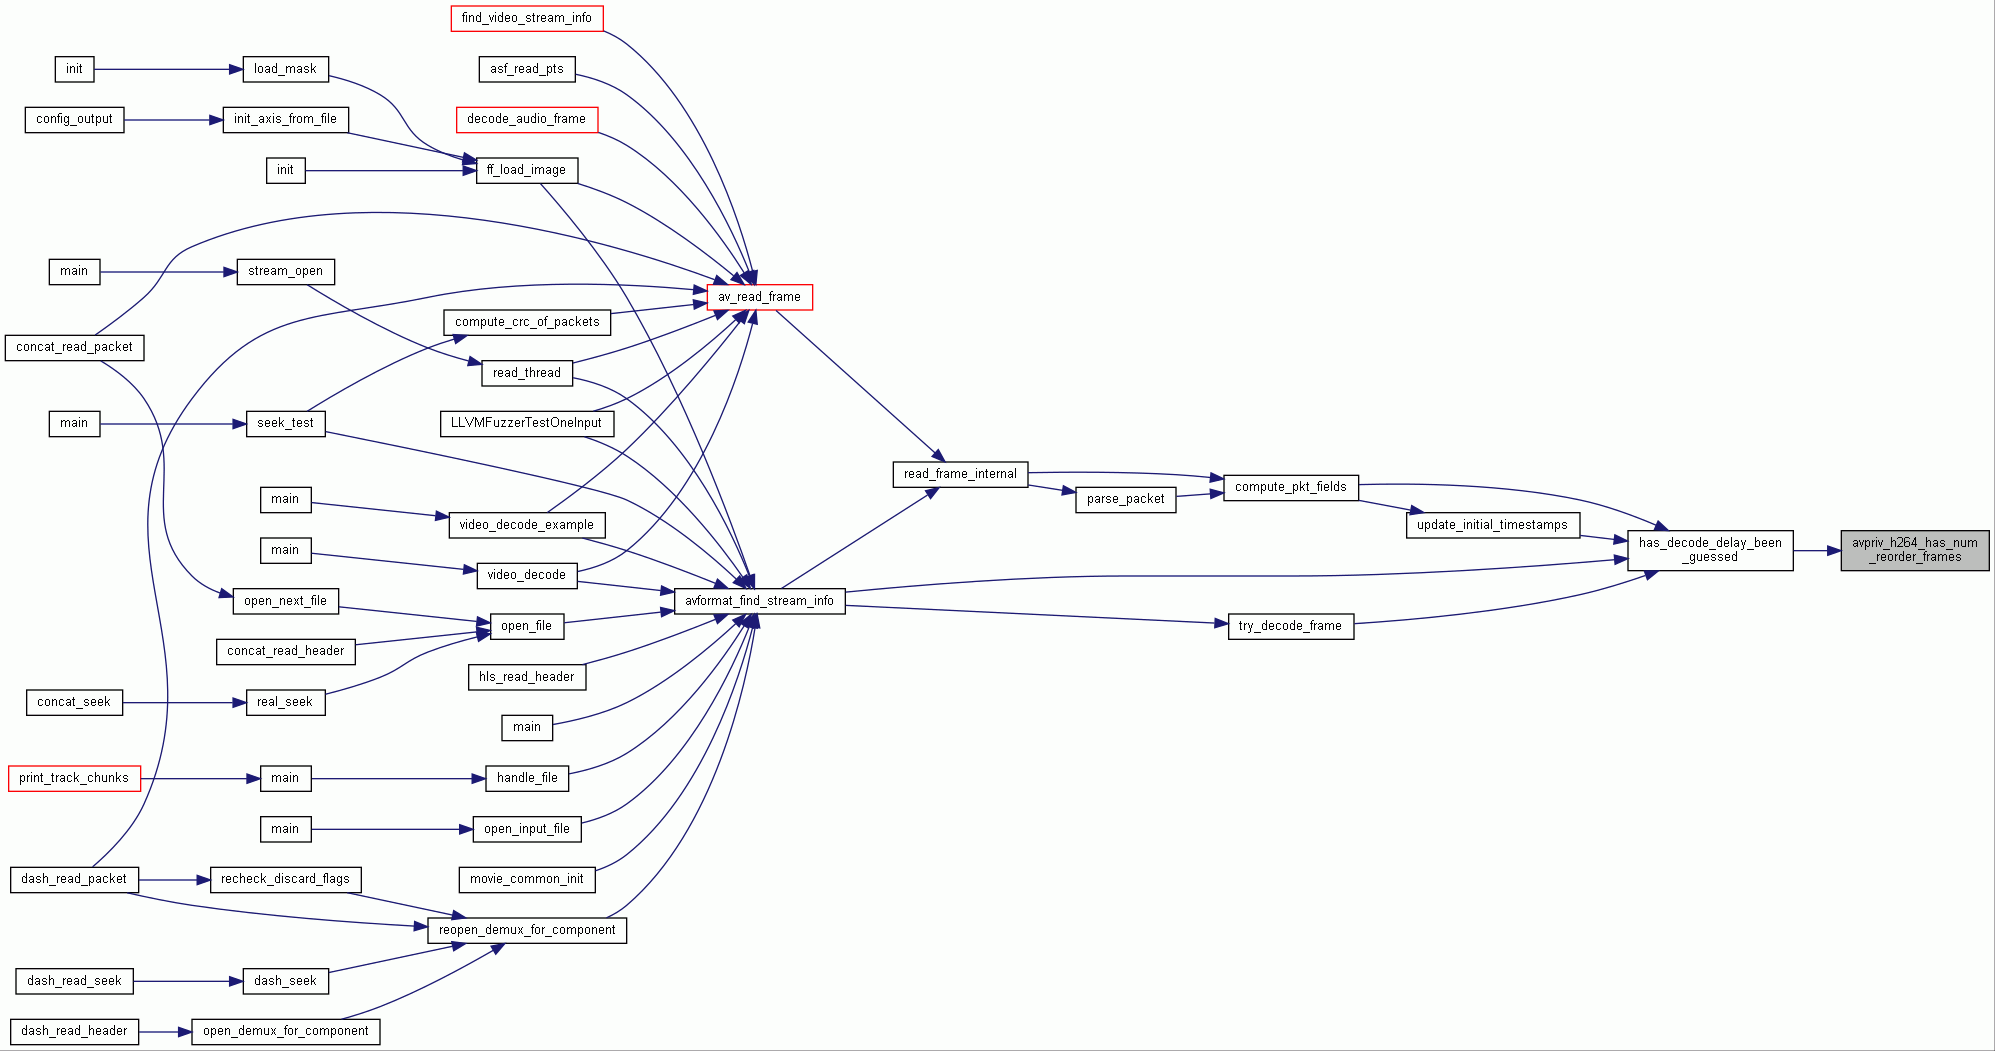 find_video_stream_info
init
load_mask
asf_read_pts
config_output
init_axis_from_file
decode_audio_frame
init
ff_load_image
main
stream_open
av_read_frame
compute_crc_of_packets
concat_read_packet
read_thread
main
seek_test
LLVMFuzzerTestOneInput
read_frame_internal
compute_pkt_fields
parse_packet
main
video_decode_example
update_initial_timestamps
has_decode_delay_been
_guessed
avpriv_h264_has_num
_reorder_frames
main
video_decode
open_next_file
avformat_find_stream_info
open_file
try_decode_frame
concat_read_header
hls_read_header
concat_seek
real_seek
main
print_track_chunks
main
handle_file
main
open_input_file
dash_read_packet
recheck_discard_flags
movie_common_init
reopen_demux_for_component
dash_read_seek
dash_seek
dash_read_header
open_demux_for_component